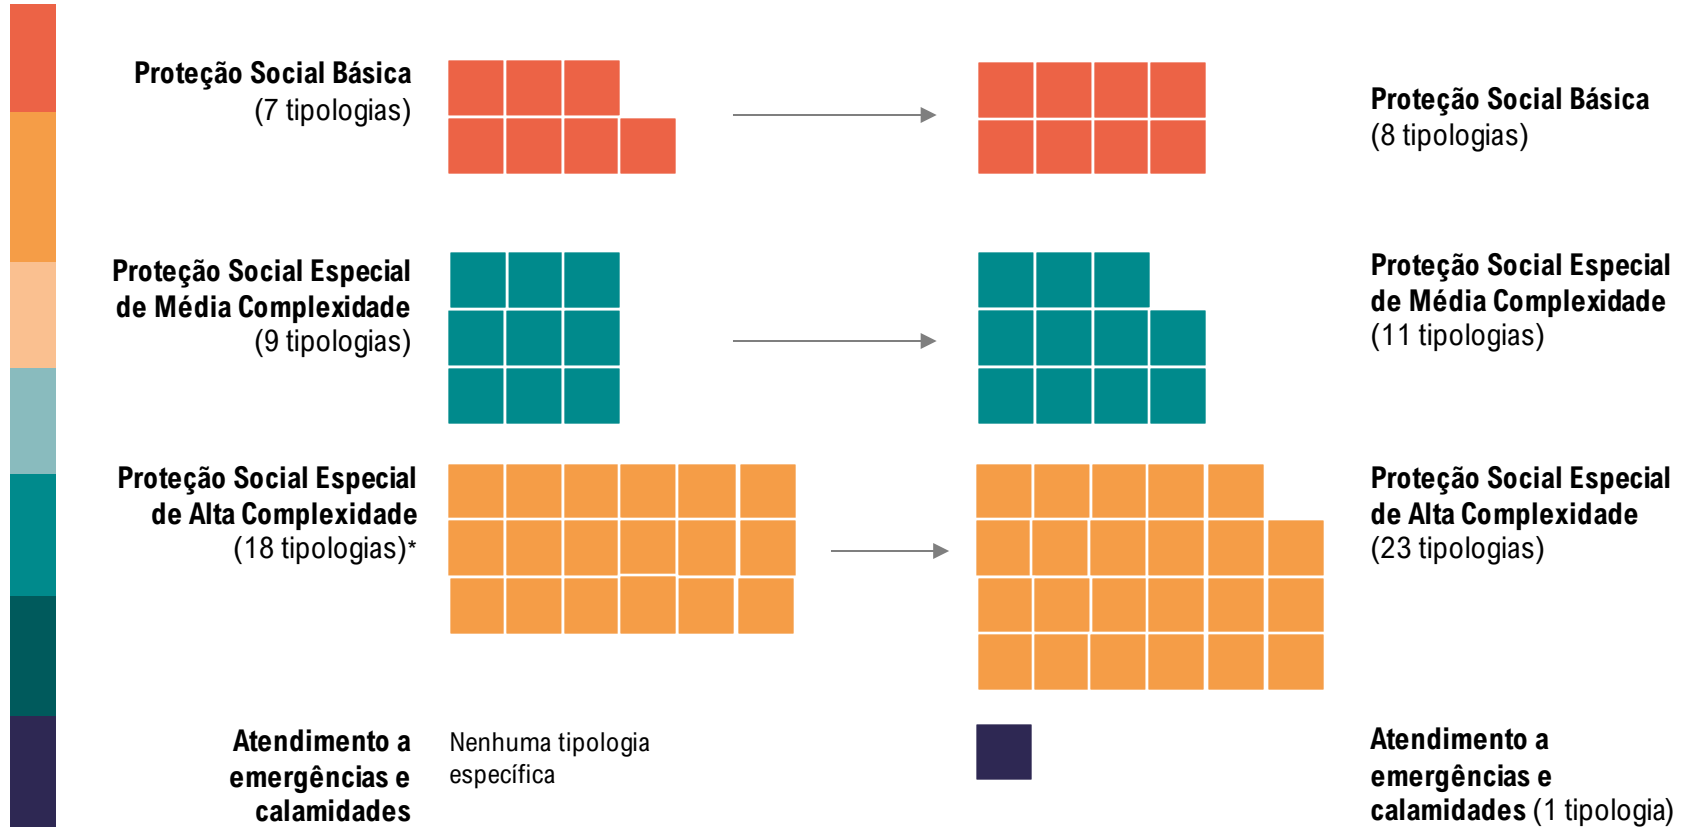 Proteção Social Básica
(7 tipologias)
Proteção Social Básica
(8 tipologias)
Proteção Social Especial
de Média Complexidade
(9 tipologias)
Proteção Social Especial
de Média Complexidade
(11 tipologias)
Proteção Social Especial
de Alta Complexidade
(18 tipologias)*
Proteção Social Especial
de Alta Complexidade
(23 tipologias)
Atendimento a
emergências e
calamidades
Nenhuma tipologia
específica
Atendimento a
emergências e
calamidades (1 tipologia)